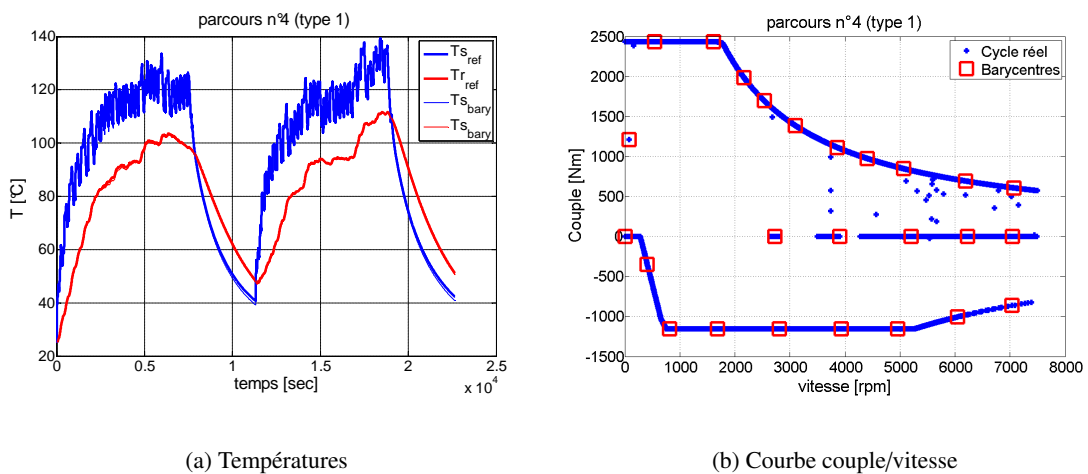 parcours n°4 (type 1)
140
120
100
80
60
40
20
T [°C]
0
0.5
1
1.5
2
2.5
x 10⁴
temps [sec]
Ts_ref
Tr_ref
Ts_bary
Ts_bary
(a) Températures
parcours n°4 (type 1)
2500
2000
1500
1000
500
0
-500
-1000
-1500
Couple [Nm]
0
1000
2000
3000
4000
5000
6000
7000
8000
vitesse [rpm]
Cycle réel
Barycentres
(b) Courbe couple/vitesse